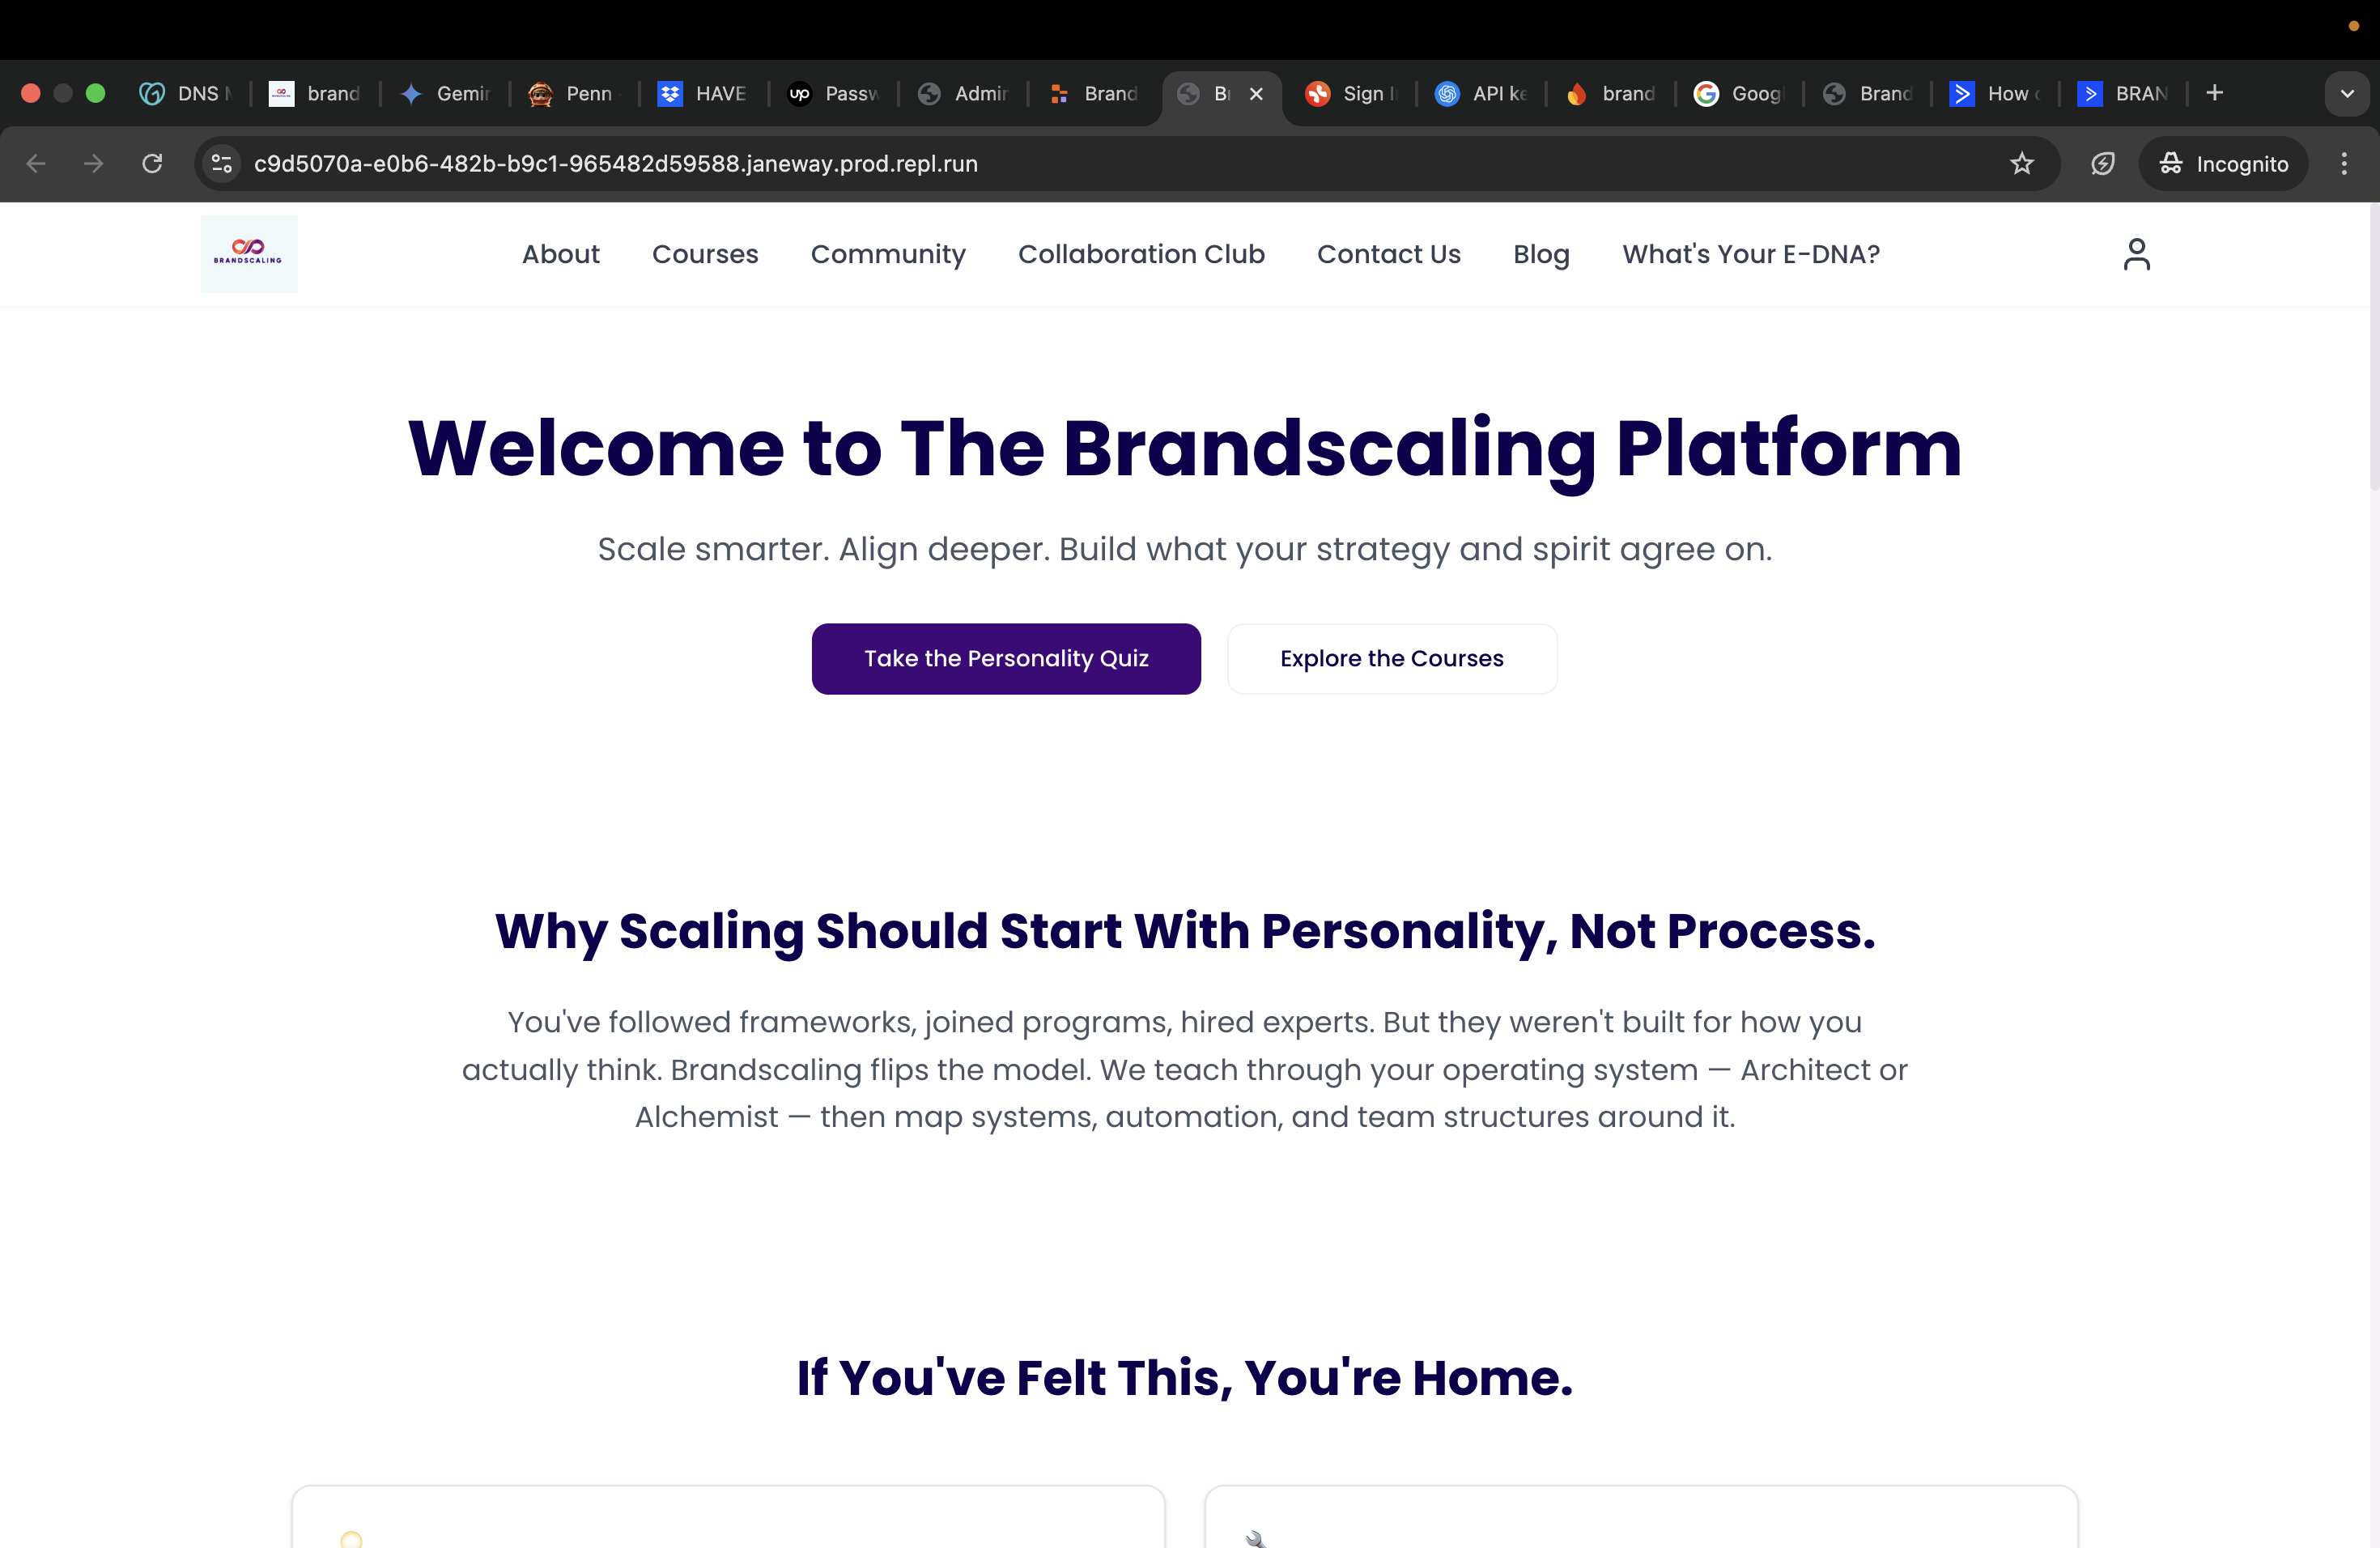 DNS
brand
Gemin
Penn
HAVE
up
Passw
Admin
Brand
Br
Sign In
API ke
brand
Goog
Brand
How
BRAN
c9d5070a-e0b6-482b-b9c1-965482d59588.janeway.prod.repl.run
Incognito
BRANDSCALING
About
Courses
Community
Collaboration Club
Contact Us
Blog
What's Your E-DNA?
Welcome to The Brandscaling Platform
Scale smarter. Align deeper. Build what your strategy and spirit agree on.
Take the Personality Quiz
Explore the Courses
Why Scaling Should Start With Personality, Not Process.
You've followed frameworks, joined programs, hired experts. But they weren't built for how you
actually think. Brandscaling flips the model. We teach through your operating system — Architect or
Alchemist — then map systems, automation, and team structures around it.
If You've Felt This, You're Home.